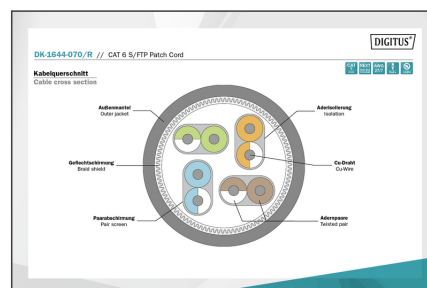 DIGITUS®
DK-1644-070/R // CAT 6 S/FTP Patch Cord
Kabelquerschnitt
Cable cross section
Außenmantel
Outer jacket
Aderisolierung
Isolation
Geflechtschirmung
Braid shield
Cu-Draht
Cu-Wire
Paarabschirmung
Pair screen
Aderepaare
Twisted pair